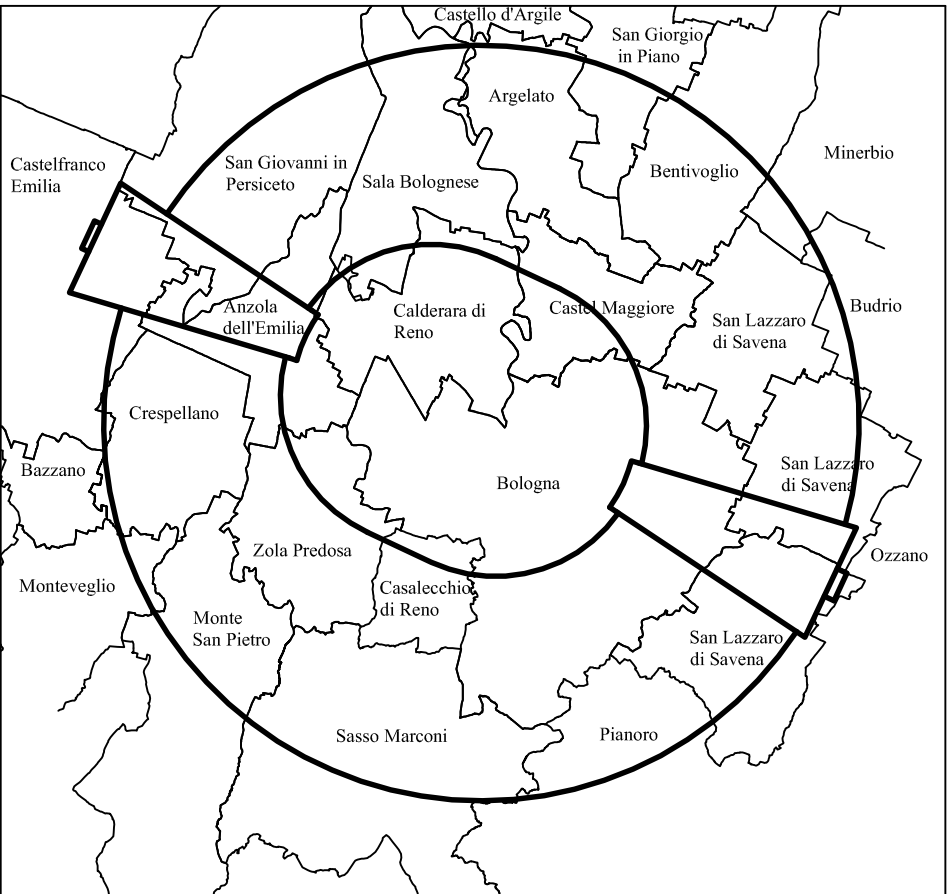 Castello d'Argile
San Giorgio
in Piano
Argelato
Minerbio
Castelfranco
Emilia
San Giovanni in
Persiceto
Sala Bolognese
Bentivoglio
Anzola
dell'Emilia
Calderara di
Reno
Castel Maggiore
San Lazzaro
di Savena
Budrio
Crespellano
Bazzano
San Lazzaro
di Savena
Bologna
Zola Predosa
Ozzano
Monteveglio
Casalecchio
di Reno
Monte
San Pietro
San Lazzaro
di Savena
Sasso Marconi
Pianoro